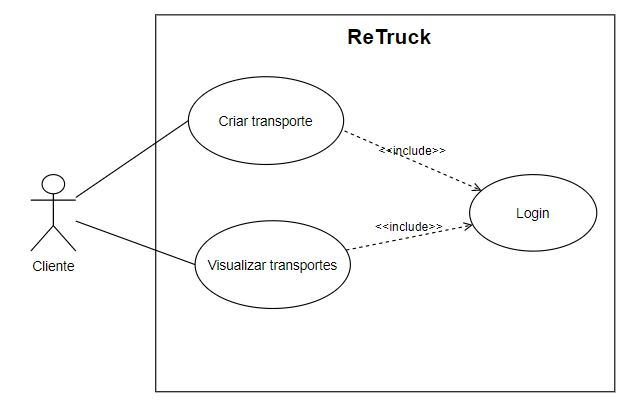 ReTruck
Criar transporte
<<include>>
Login
<<include>>
Visualizar transportes
Cliente